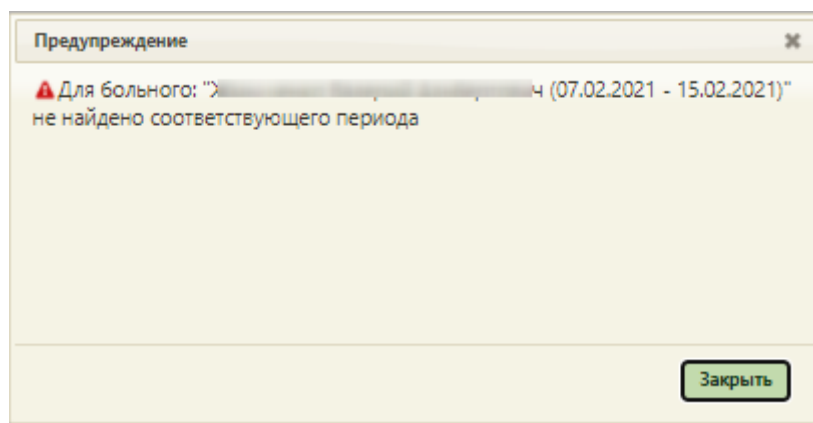 Предупреждение
Для больного: "Х ч (07.02.2021 - 15.02.2021)"
не найдено соответствующего периода
Закрыть